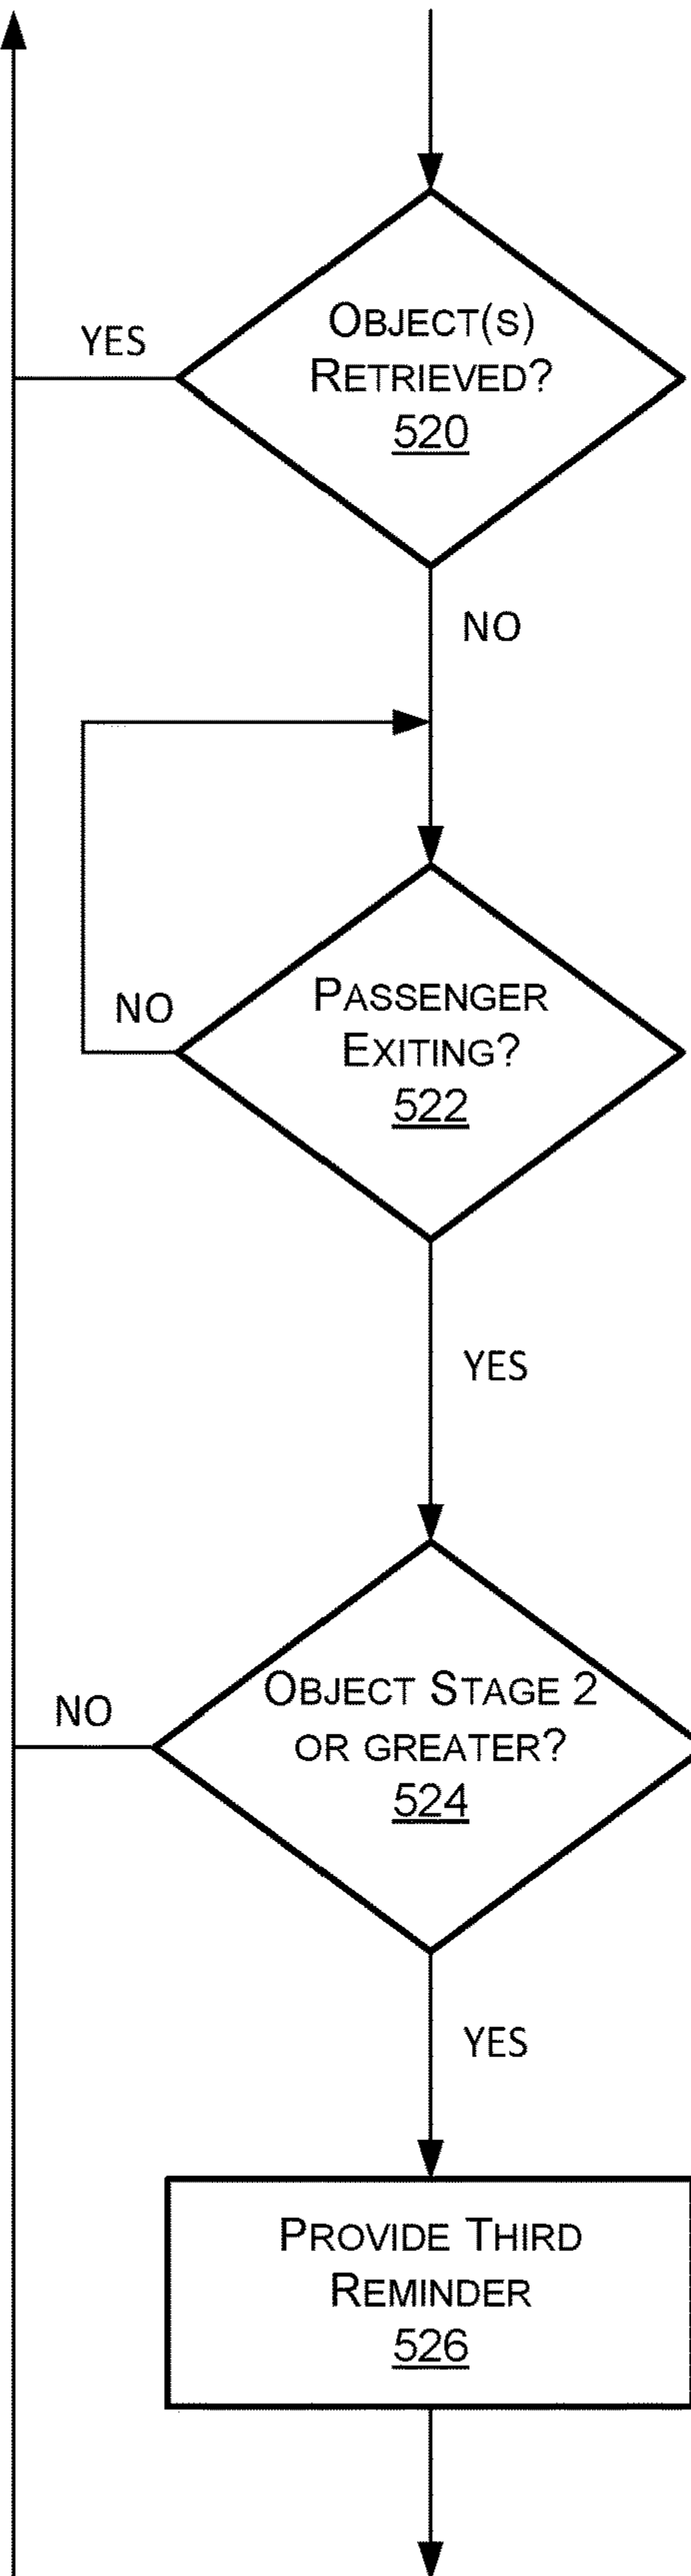 OBJECT(S)
YES
RETRIEVED?
520
NO
PASSENGER
NO
EXITING?
522
YES
OBJECT STAGE 2
NO
OR GREATER?
524
YES
PROVIDE THIRD
REMINDER
526